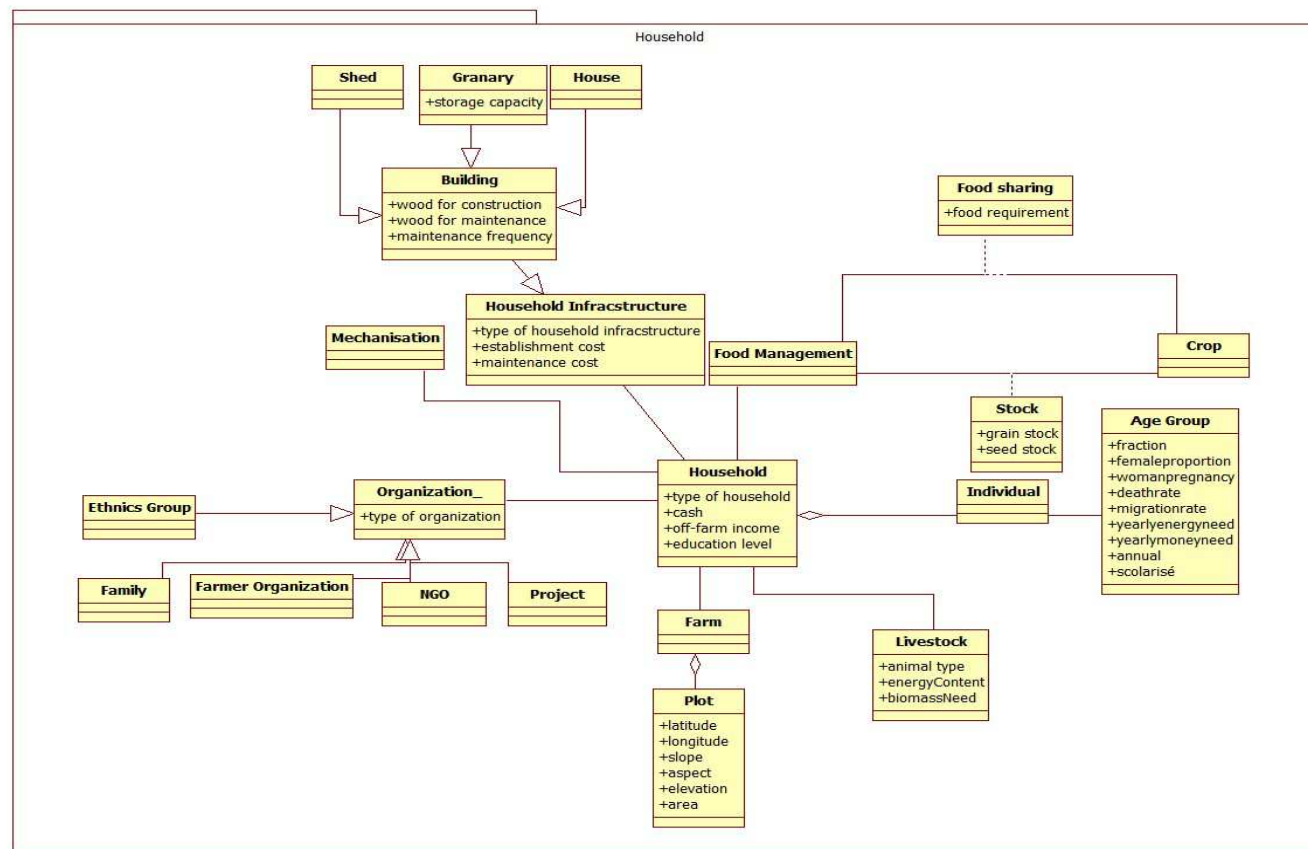 Household
Shed
Granary
+storage capacity
House
Building
+wood for construction
+wood for maintenance
+maintenance frequency
Food sharing
+food requirement
Household Infracstructure
+type of household infracstructure
+establishment cost
+maintenance cost
Mechanisation
Food Management
Crop
Stock
+grain stock
+seed stock
Age Group
+fraction
+femaleproportion
+womanpregnancy
+deathrate
+migrationrate
+yearlyenergyneed
+yearlymoneyneed
+annual
+scolarisé
Household
+type of household
+cash
+off-farm income
+education level
Individual
Organization_
+type of organization
Ethnics Group
Family
Farmer Organization
NGO
Project
Farm
Livestock
+animal type
+energyContent
+biomassNeed
Plot
+latitude
+longitude
+slope
+aspect
+elevation
+area